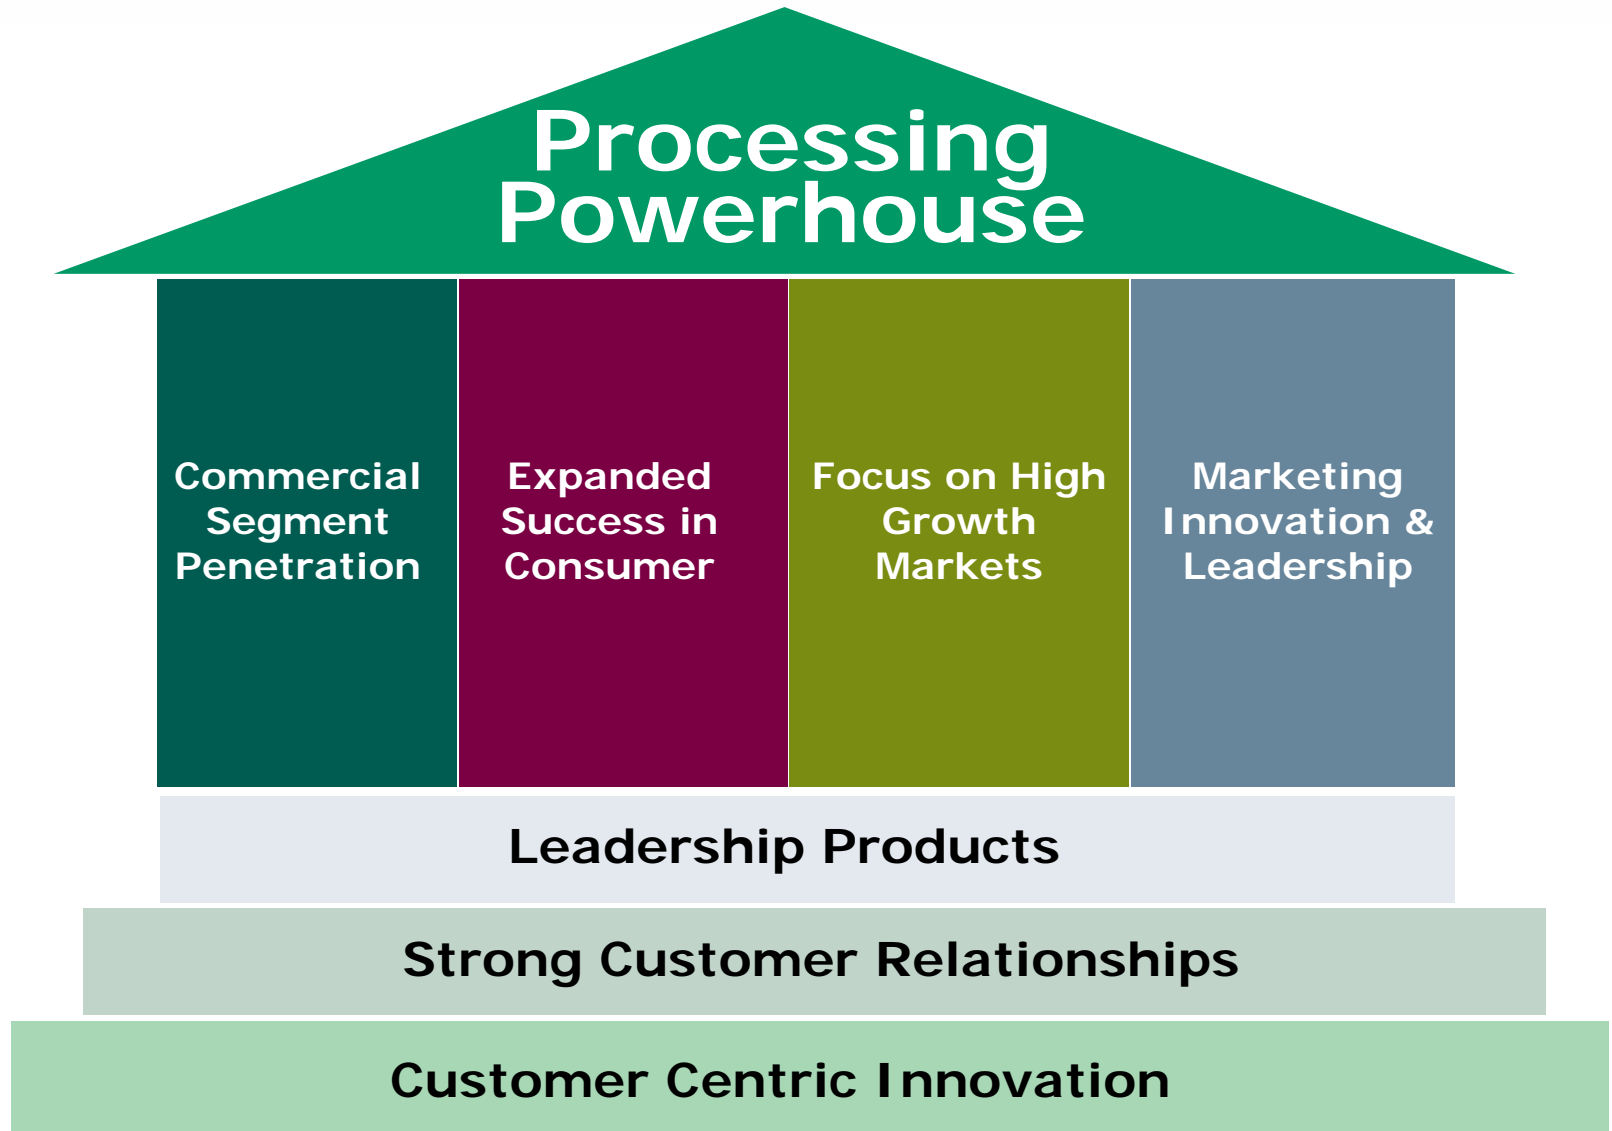 Processing
Powerhouse
Commercial
Segment
Penetration
Expanded
Success in
Consumer
Focus on High
Growth
Markets
Marketing
Innovation &
Leadership
Leadership Products
Strong Customer Relationships
Customer Centric Innovation